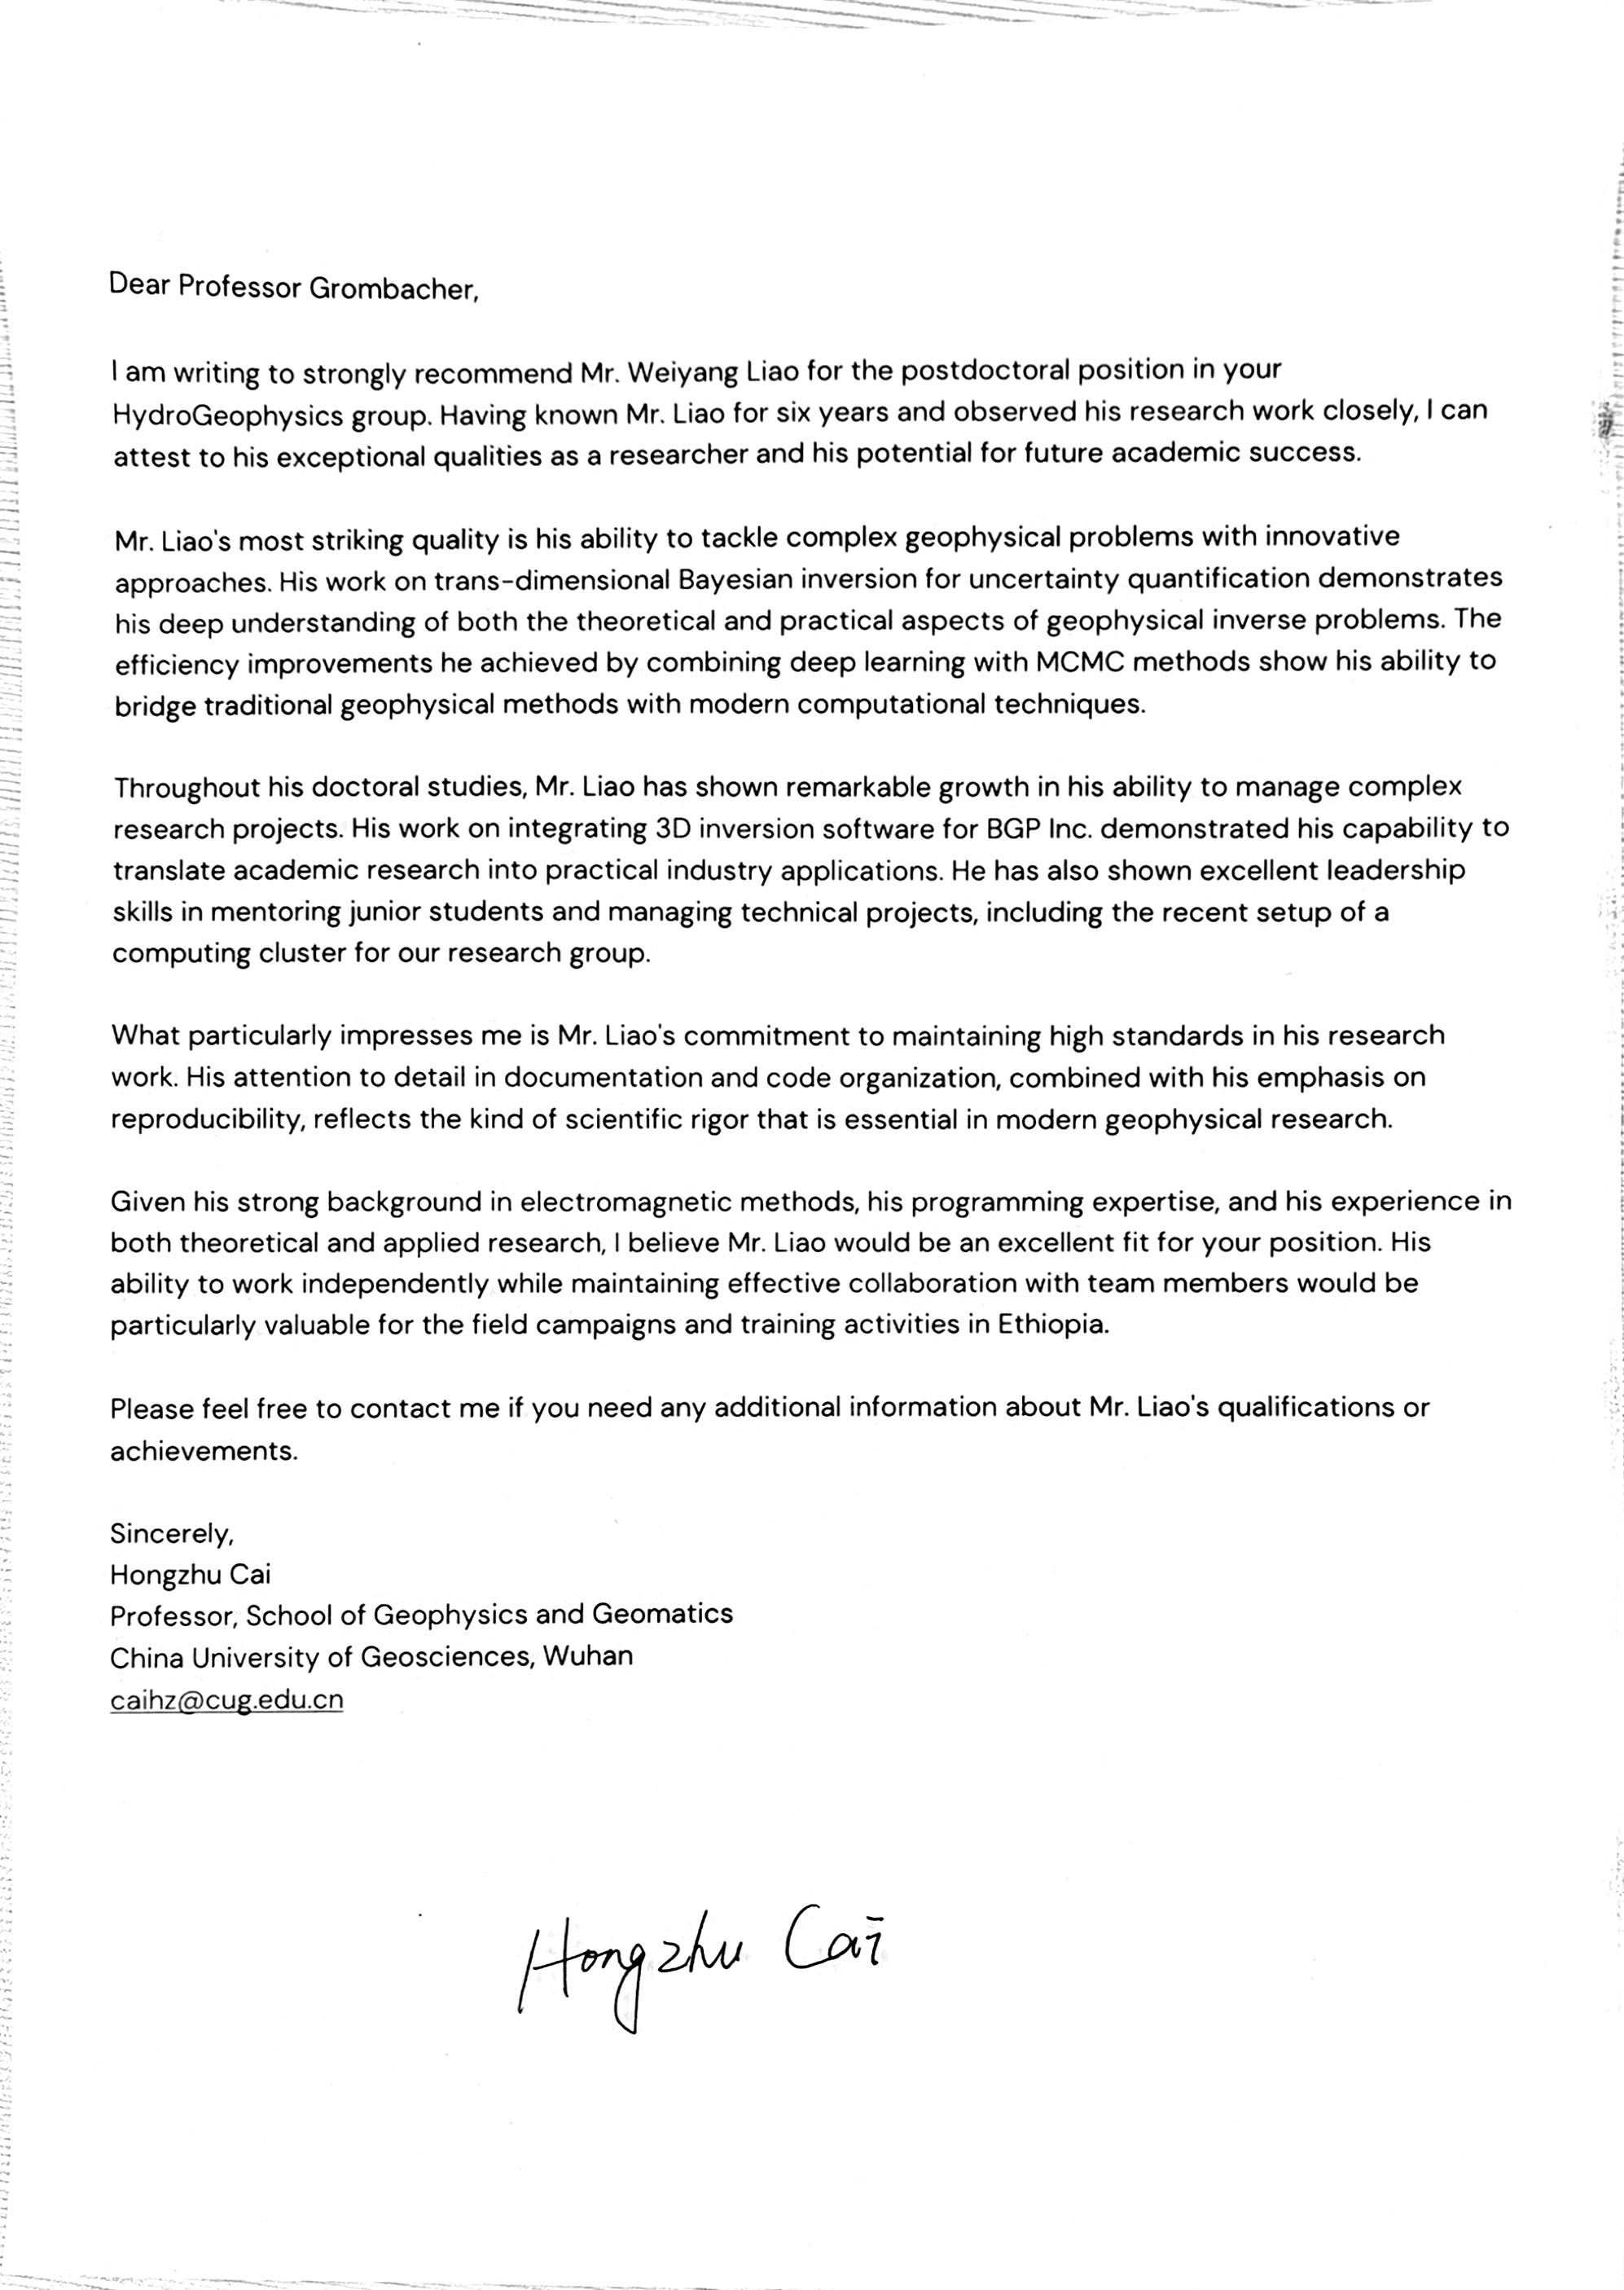 Dear Professor Grombacher,
I am writing to strongly recommend Mr. Weiyang Liao for the postdoctoral position in your
HydroGeophysics group. Having known Mr. Liao for six years and observed his research work closely, I can
attest to his exceptional qualities as a researcher and his potential for future academic success.
Mr. Liao's most striking quality is his ability to tackle complex geophysical problems with innovative
approaches. His work on trans-dimensional Bayesian inversion for uncertainty quantification demonstrates
his deep understanding of both the theoretical and practical aspects of geophysical inverse problems. The
efficiency improvements he achieved by combining deep learning with MCMC methods show his ability to
bridge traditional geophysical methods with modern computational techniques.
Throughout his doctoral studies, Mr. Liao has shown remarkable growth in his ability to manage complex
research projects. His work on integrating 3D inversion software for BGP Inc. demonstrated his capability to
translate academic research into practical industry applications. He has also shown excellent leadership
skills in mentoring junior students and managing technical projects, including the recent setup of a
computing cluster for our research group.
What particularly impresses me is Mr. Liao's commitment to maintaining high standards in his research
work. His attention to detail in documentation and code organization, combined with his emphasis on
reproducibility, reflects the kind of scientific rigor that is essential in modern geophysical research.
Given his strong background in electromagnetic methods, his programming expertise, and his experience in
both theoretical and applied research, I believe Mr. Liao would be an excellent fit for your position. His
ability to work independently while maintaining effective collaboration with team members would be
particularly valuable for the field campaigns and training activities in Ethiopia.
Please feel free to contact me if you need any additional information about Mr. Liao's qualifications or
achievements.
Sincerely,
Hongzhu Cai
Professor, School of Geophysics and Geomatics
China University of Geosciences, Wuhan
caihz@cug.edu.cn
Hongzhu Cai